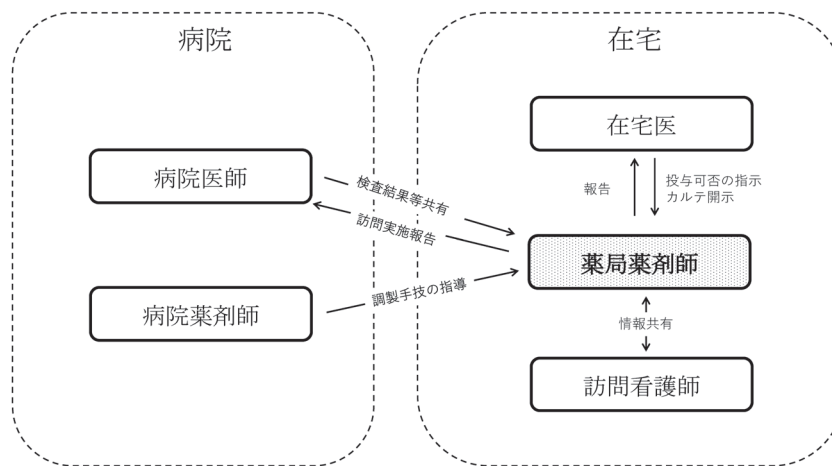 病院
在宅
病院医師
検査結果等共有
訪問実施報告
病院薬剤師
調製手技の指導
在宅医
報告
投与可否の指示
カルテ開示
薬局薬剤師
情報共有
訪問看護師